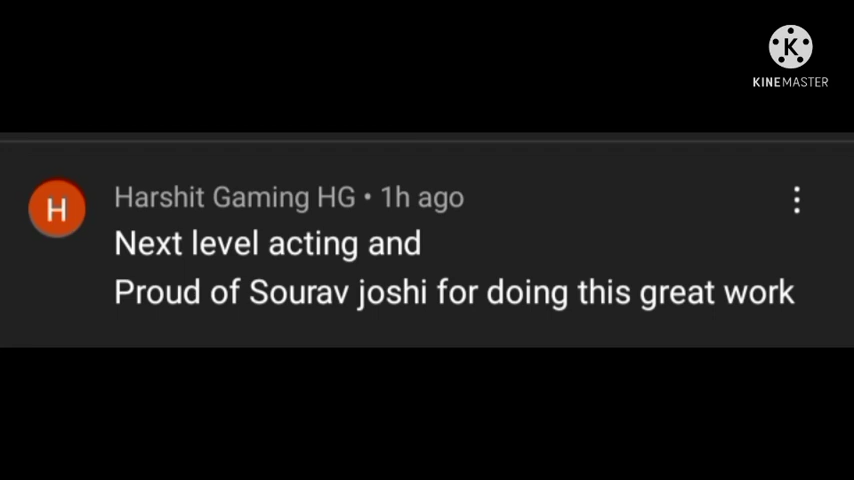 K
KINEMASTER
Harshit Gaming HG • 1h ago
H
Next level acting and
Proud of Sourav joshi for doing this great work